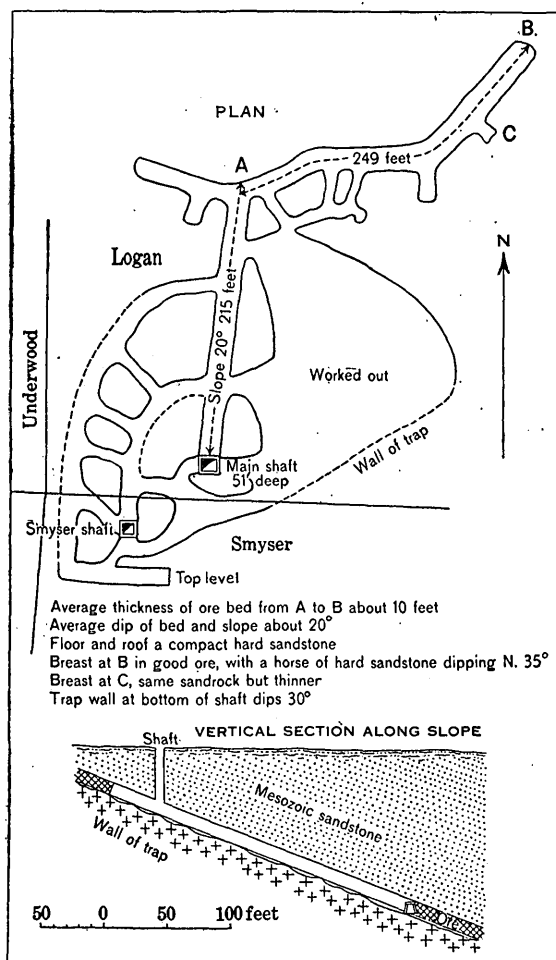 B.
PLAN
C
A
249 feet
N
Logan
Slope 20° 215 feet
Underwood
Worked out
Wall of trap
Main shaft
51' deep
Smyser shaft
Smyser
Top level
Average thickness of ore bed from A to B about 10 feet
Average dip of bed and slope about 20°
Floor and roof a compact hard sandstone
Breast at B in good ore, with a horse of hard sandstone dipping N. 35°
Breast at C, same sandrock but thinner
Trap wall at bottom of shaft dips 30°
VERTICAL SECTION ALONG SLOPE
Shaft
Mesozoic sandstone
Wall of trap
Ore
50 0 50 100 feet